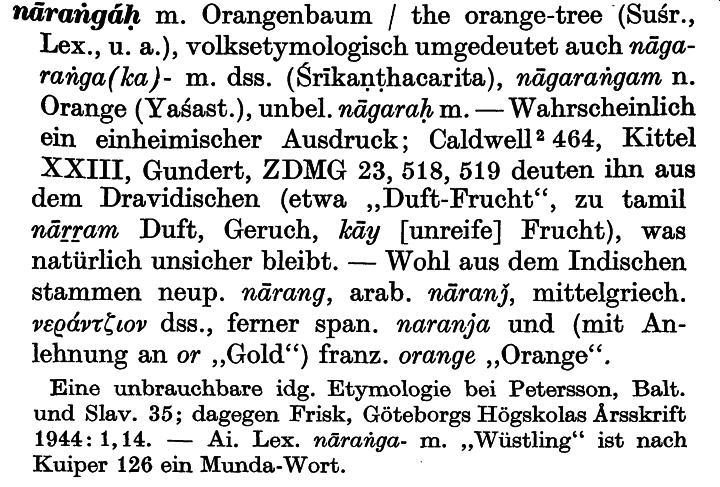 nāraṅgáḥ m. Orangenbaum / the orange-tree (Suśr.,
Lex., u. a.), volksetymologisch umgedeutet auch nāga-
raṅga(ka)- m. dss. (Śrīkaṇṭhacarita), nāgaraṅgam n.
Orange (Yaśast.), unbel. nāgaraḥ m. — Wahrscheinlich
ein einheimischer Ausdruck; Caldwell² 464, Kittel
XXIII, Gundert, ZDMG 23, 518, 519 deuten ihn aus
dem Dravidischen (etwa „Duft-Frucht“, zu tamil
nāṟṟam Duft, Geruch, kāy [unreife] Frucht), was
natürlich unsicher bleibt. — Wohl aus dem Indischen
stammen neup. nārang, arab. nāranǰ, mittelgriech.
νεράντζιον dss., ferner span. naranja und (mit An-
lehnung an or „Gold“) franz. orange „Orange“.
Eine unbrauchbare idg. Etymologie bei Petersson, Balt.
und Slav. 35; dagegen Frisk, Göteborgs Högskolas Årsskrift
1944: 1,14. — Ai. Lex. nāraṅga- m. „Wüstling“ ist nach
Kuiper 126 ein Munda-Wort.